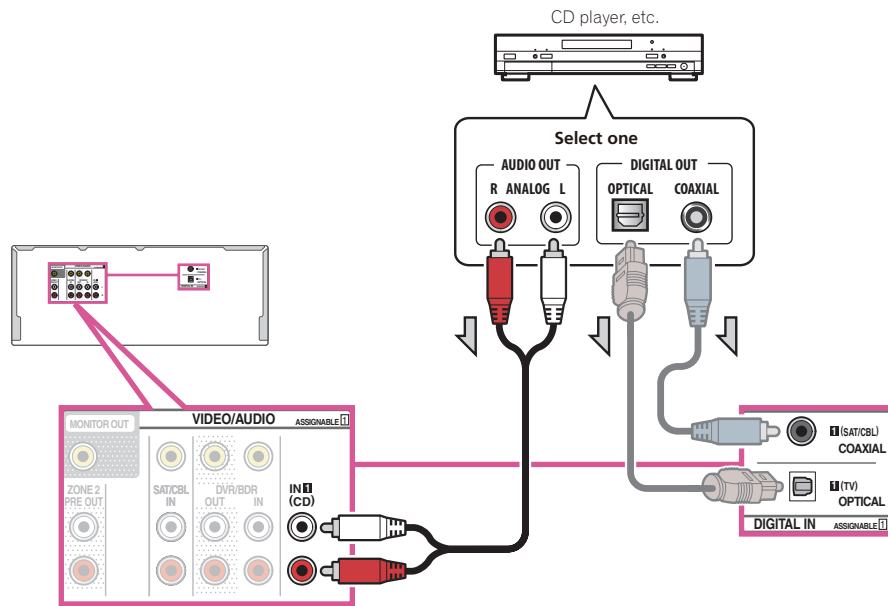 CD player, etc.
Select one
AUDIO OUT
DIGITAL OUT
R ANALOG L
OPTICAL
COAXIAL
MONITOR OUT
VIDEO/AUDIO
ASSIGNABLE 1
ZONE 2
PRE OUT
SAT/CBL
IN
DVR/BDR
OUT
IN
IN 1
(CD)
1 (SAT/CBL)
COAXIAL
1 (TV)
OPTICAL
DIGITAL IN
ASSIGNABLE 1